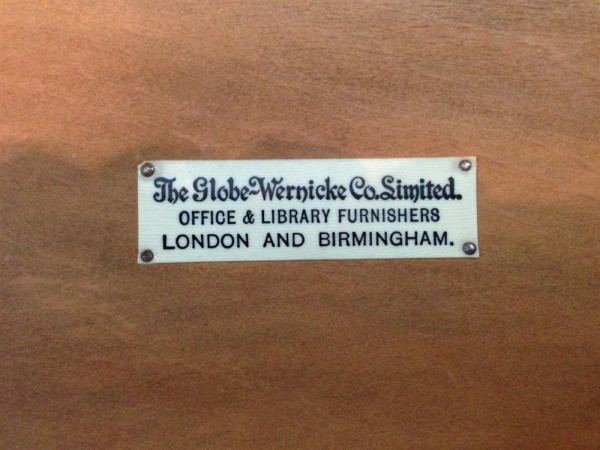 The Globe-Wernicke Co. Limited.
OFFICE & LIBRARY FURNISHERS
LONDON AND BIRMINGHAM.